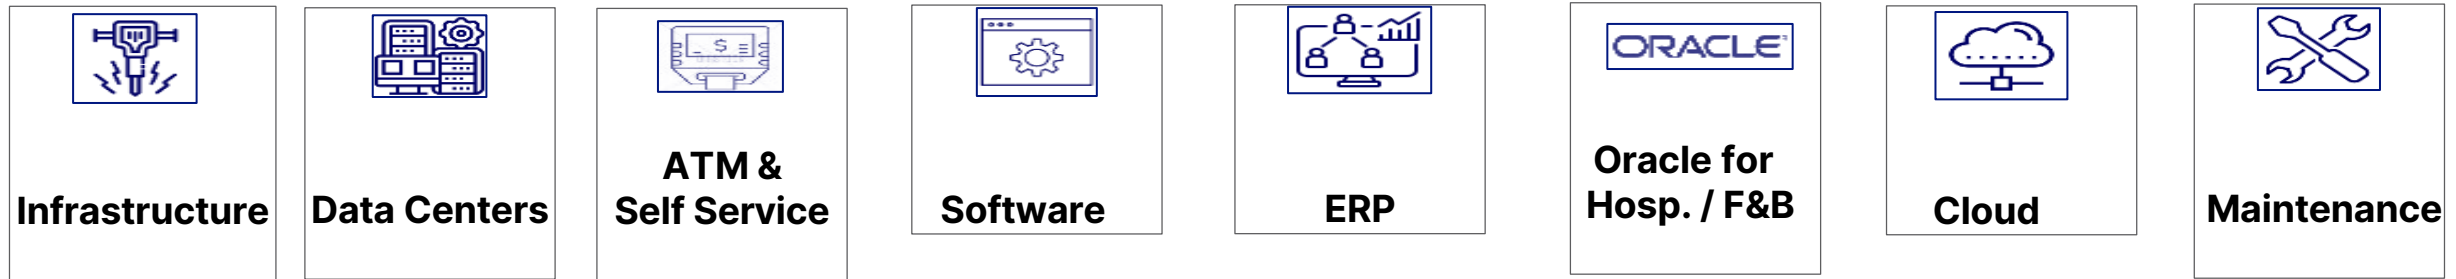 $
ORACLE
Infrastructure
Data Centers
ATM &
Self Service
Software
ERP
Oracle for
Hosp. / F&B
Cloud
Maintenance